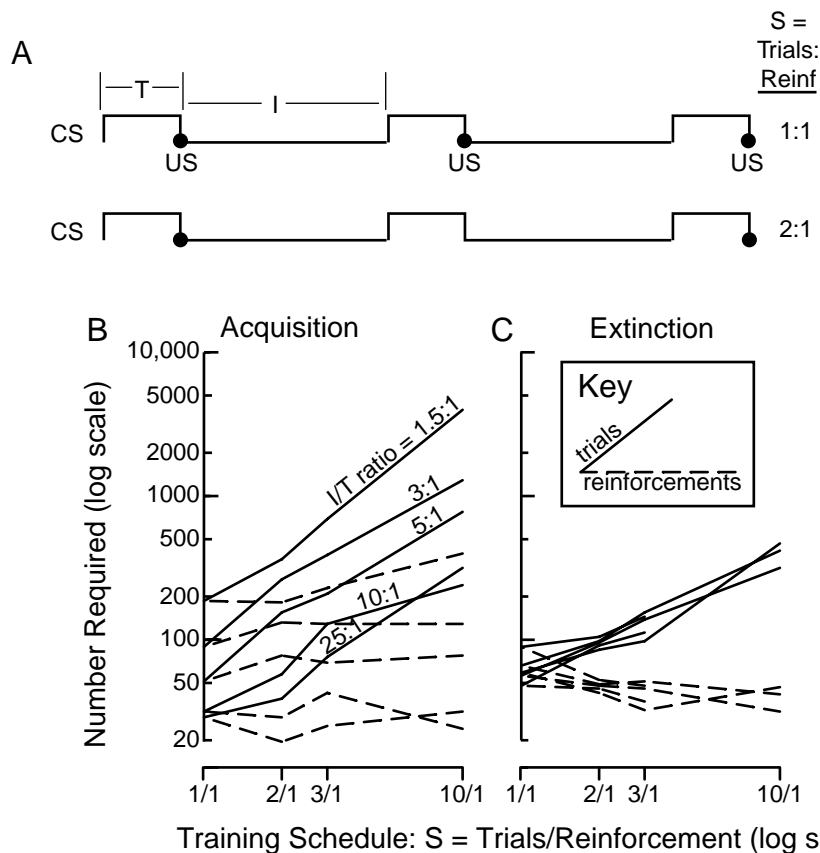 A
S =
Trials:
Reinf
T
I
CS
1:1
US
US
US
CS
2:1
B
Acquisition
C
Extinction
Number Required (log scale)
10,000
5000
2000
1000
500
200
100
50
20
I/T ratio = 1.5:1
3:1
5:1
10:1
25:1
Key
trials
reinforcements
1/1
2/1
3/1
10/1
1/1
2/1
3/1
10/1
Training Schedule: S = Trials/Reinforcement (log s